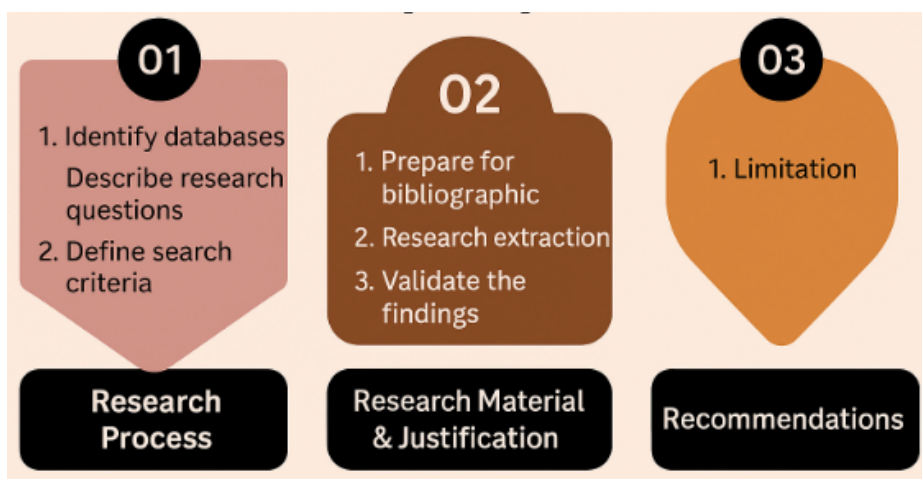 01
1. Identify databases
Describe research
questions
2. Define search
criteria
Research
Process
02
1. Prepare for
bibliographic
2. Research extraction
3. Validate the
findings
Research Material
& Justification
03
1. Limitation
Recommendations